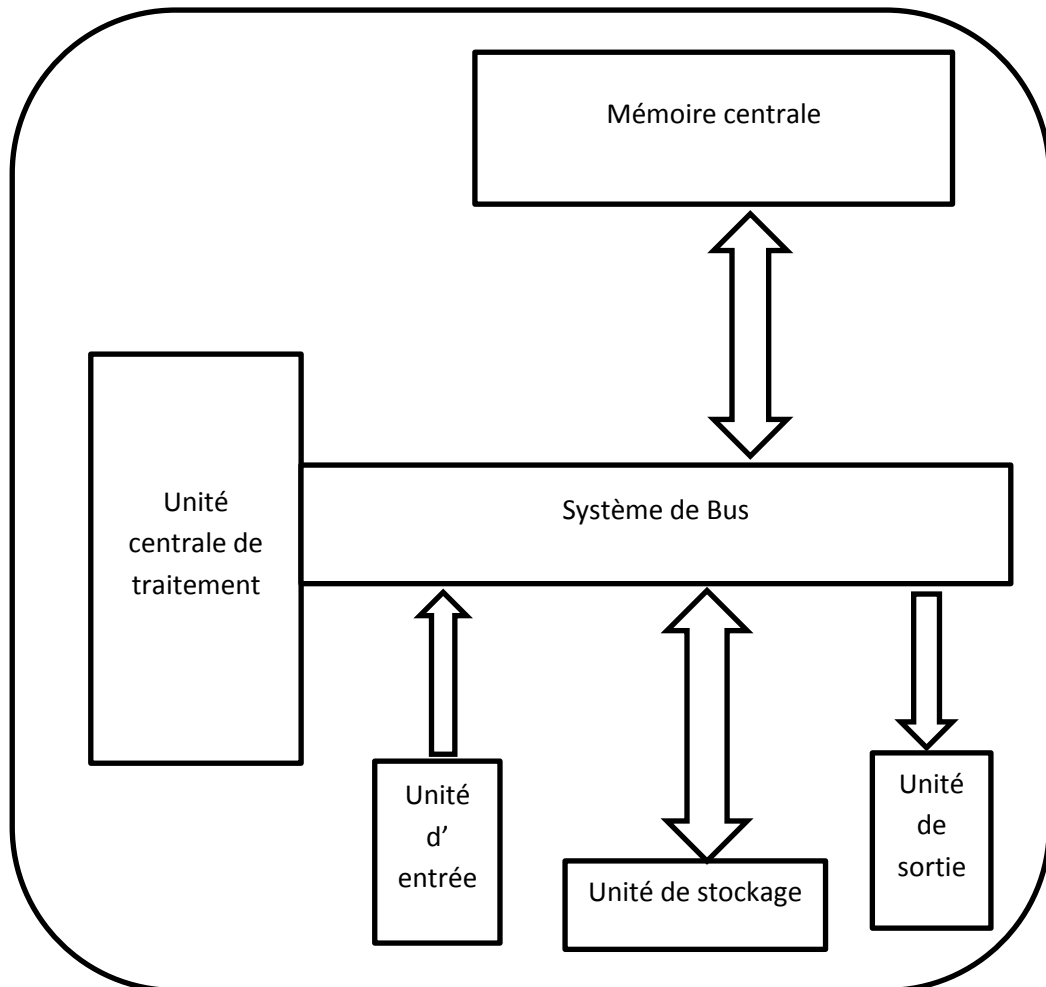 Mémoire centrale
Unité
centrale de
traitement
Système de Bus
Unité
d’
entrée
Unité de stockage
Unité
de
sortie